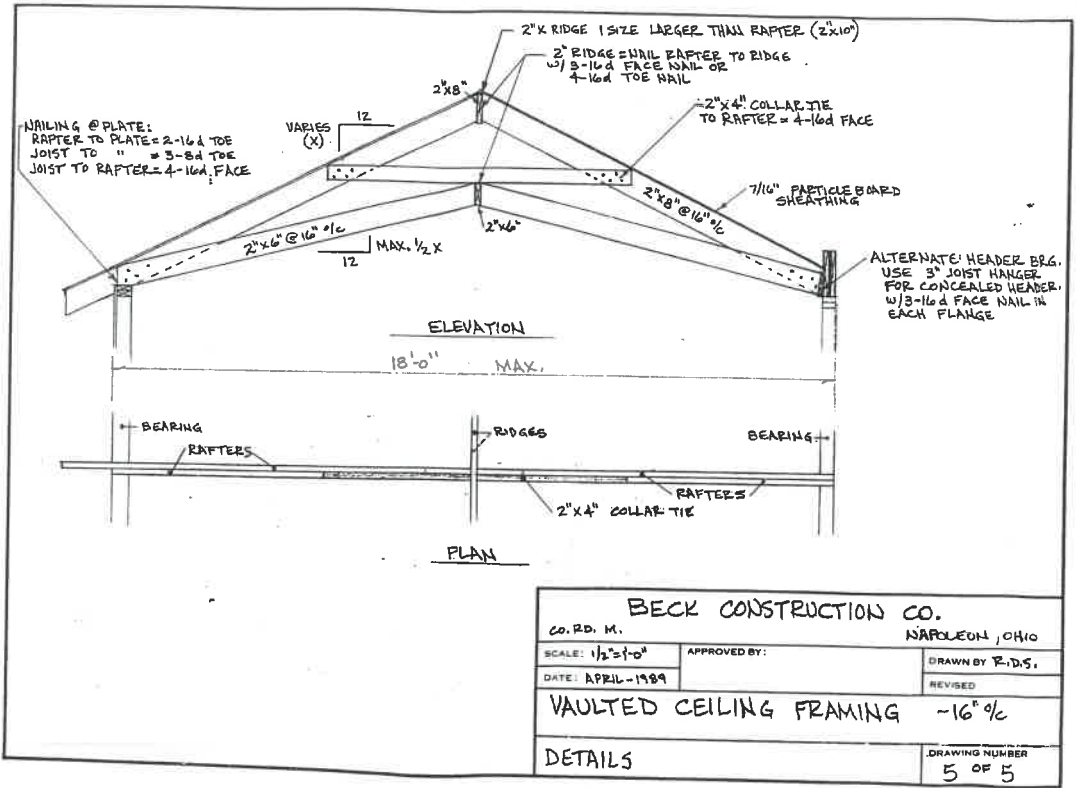 2"X RIDGE 1 SIZE LARGER THAN RAFTER (2"x10")
2" RIDGE = NAIL RAFTER TO RIDGE
w/ 3-16d FACE NAIL OR
4-16d TOE NAIL
2"x8"
2"x4" COLLAR TIE
TO RAFTER = 4-16d FACE
NAILING @ PLATE:
RAFTER TO PLATE = 2-16d TOE
JOIST TO " = 3-8d TOE
JOIST TO RAFTER = 4-16d FACE
VARIES
(X)
12
7/16" PARTICLE BOARD
SHEATHING
2"x8" @ 16" o/c
2"x6" @ 16" o/c
2"x6"
MAX. 1/2 X
12
ALTERNATE: HEADER BRG.
USE 3" JOIST HANGER
FOR CONCEALED HEADER.
w/3-16d FACE NAIL IN
EACH FLANGE
ELEVATION
18'-0" MAX.
BEARING
RAFTERS
RIDGES
BEARING
RAFTERS
2"x4" COLLAR TIE
PLAN
BECK CONSTRUCTION CO.
CO. RD. M. NAPOLEON, OHIO
SCALE: 1/2"=1'-0" APPROVED BY: DRAWN BY R.D.S.
DATE: APRIL-1989 REVISED
VAULTED CEILING FRAMING ~16" o/c
DETAILS
DRAWING NUMBER
5 OF 5